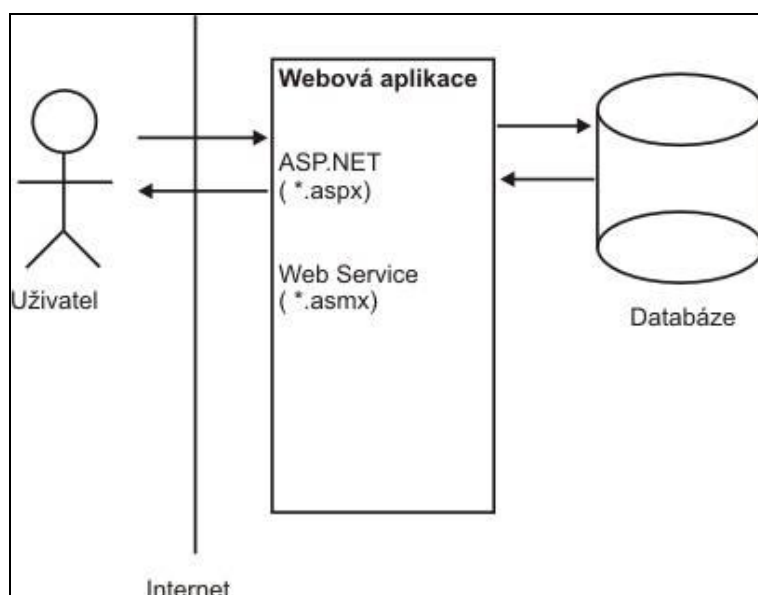 Webová aplikace
ASP.NET
( *.aspx)
Web Service
( *.asmx)
Uživatel
Databáze
Internet